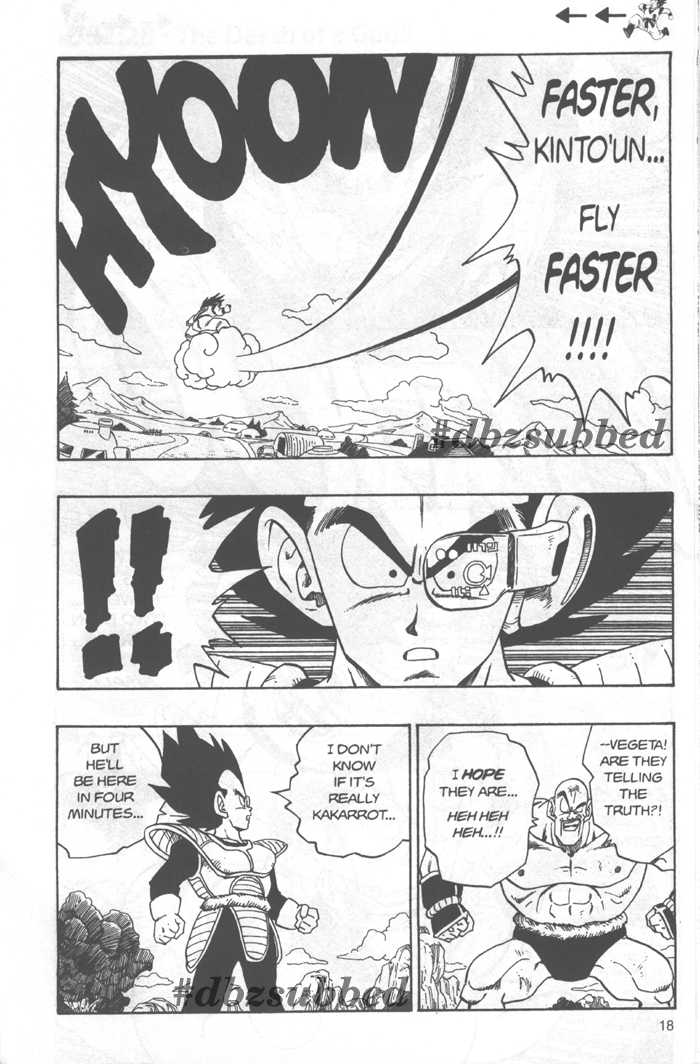 FASTER,
KINTO'UN...
FLY
FASTER
!!!!
HYOON
#dbzsubbed
!!
--VEGETA!
ARE THEY
TELLING
THE
TRUTH?!
I HOPE
THEY ARE...
HEH HEH
HEH...!!
I DON'T
KNOW
IF IT'S
REALLY
KAKARROT...
BUT
HE'LL
BE HERE
IN FOUR
MINUTES...
#dbzsubbed
18